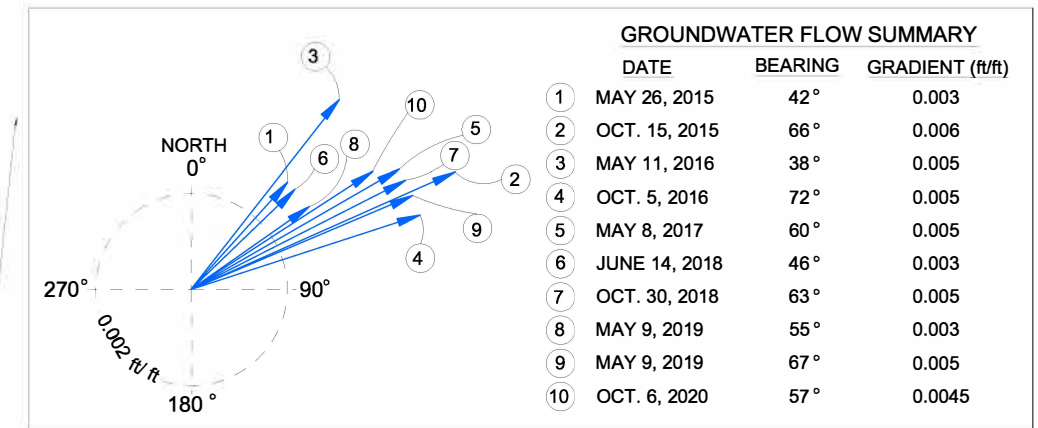 GROUNDWATER FLOW SUMMARY
DATE BEARING GRADIENT (ft/ft)
1 MAY 26, 2015 42° 0.003
2 OCT. 15, 2015 66° 0.006
3 MAY 11, 2016 38° 0.005
4 OCT. 5, 2016 72° 0.005
5 MAY 8, 2017 60° 0.005
6 JUNE 14, 2018 46° 0.003
7 OCT. 30, 2018 63° 0.005
8 MAY 9, 2019 55° 0.003
9 MAY 9, 2019 67° 0.005
10 OCT. 6, 2020 57° 0.0045
3
10
1
5
8
6
7
2
9
4
NORTH
0°
270°
90°
0.002 ft/ ft
180 °